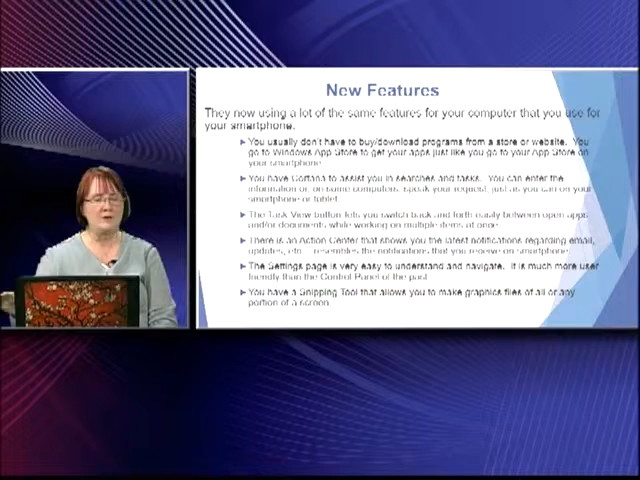 New Features
They now using a lot of the same features for your computer that you use for
your smartphone.
You usually don't have to buy/download programs from a store or website. You
go to Windows App Store to get your apps just like you go to your App Store on
your smartphone
You have Cortana to assist you in searches and tasks. You can enter the
information or, on some computers, speak your request, just as you can on your
smartphone or tablet
The Task View button lets you switch back and forth easily between open apps
and/or documents while working on multiple items at once
There is an Action Center that shows you the latest notifications regarding email,
updates, etc. resembles the notifications that you receive on smartphone
The Settings page is very easy to understand and navigate. It is much more user
friendly than the Control Panel of the past
You have a Snipping Tool that allows you to make graphics files of all or any
portion of a screen